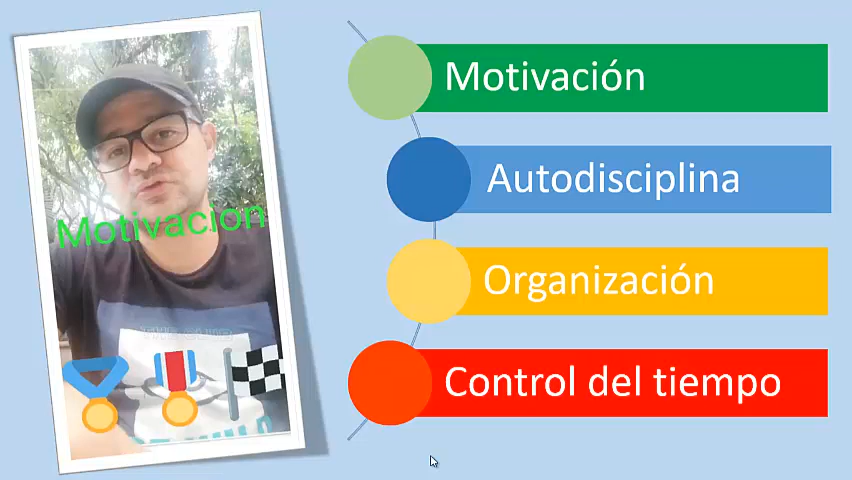 Motivación
Autodisciplina
Organización
Control del tiempo
Motivacion